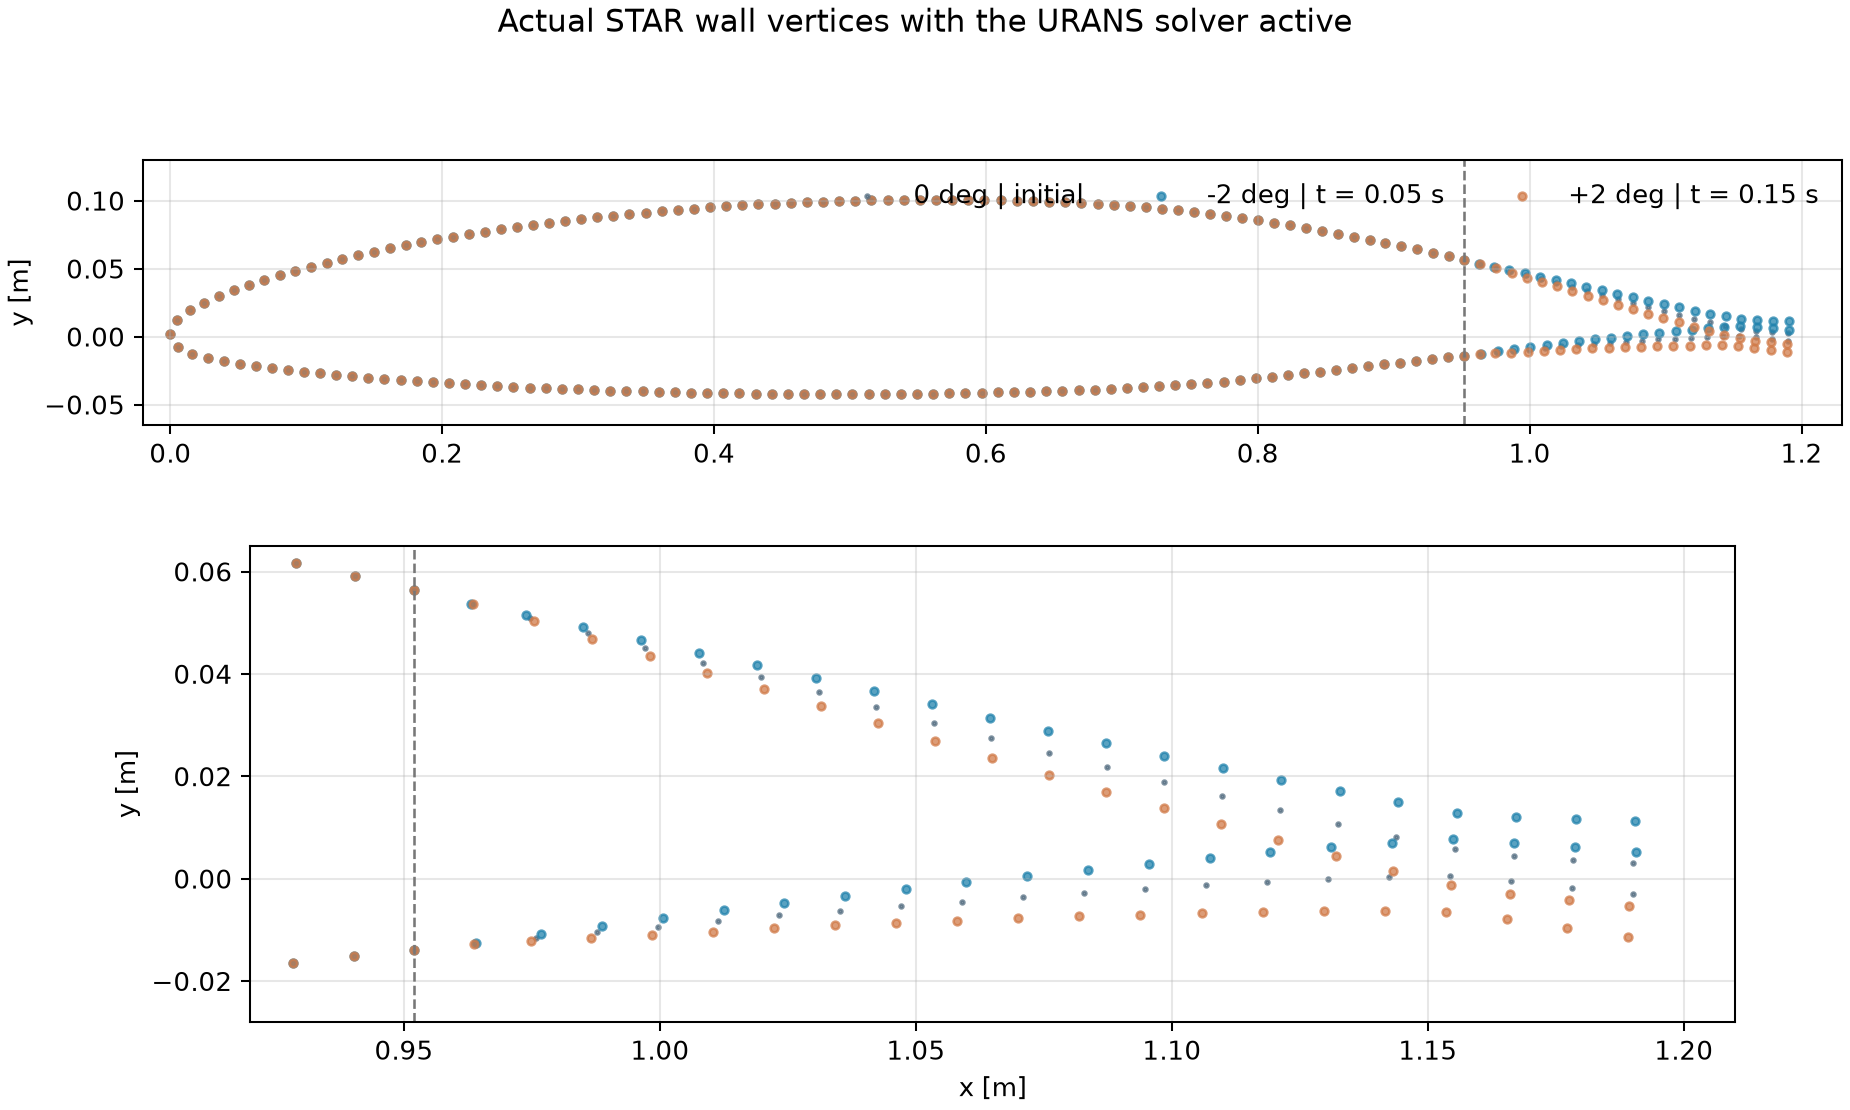 Actual STAR wall vertices with the URANS solver active
0 deg | initial
-2 deg | t = 0.05 s
+2 deg | t = 0.15 s
y [m]
0.10
0.05
0.00
−0.05
0.0 0.2 0.4 0.6 0.8 1.0 1.2
y [m]
0.06
0.04
0.02
0.00
−0.02
0.95 1.00 1.05 1.10 1.15 1.20
x [m]